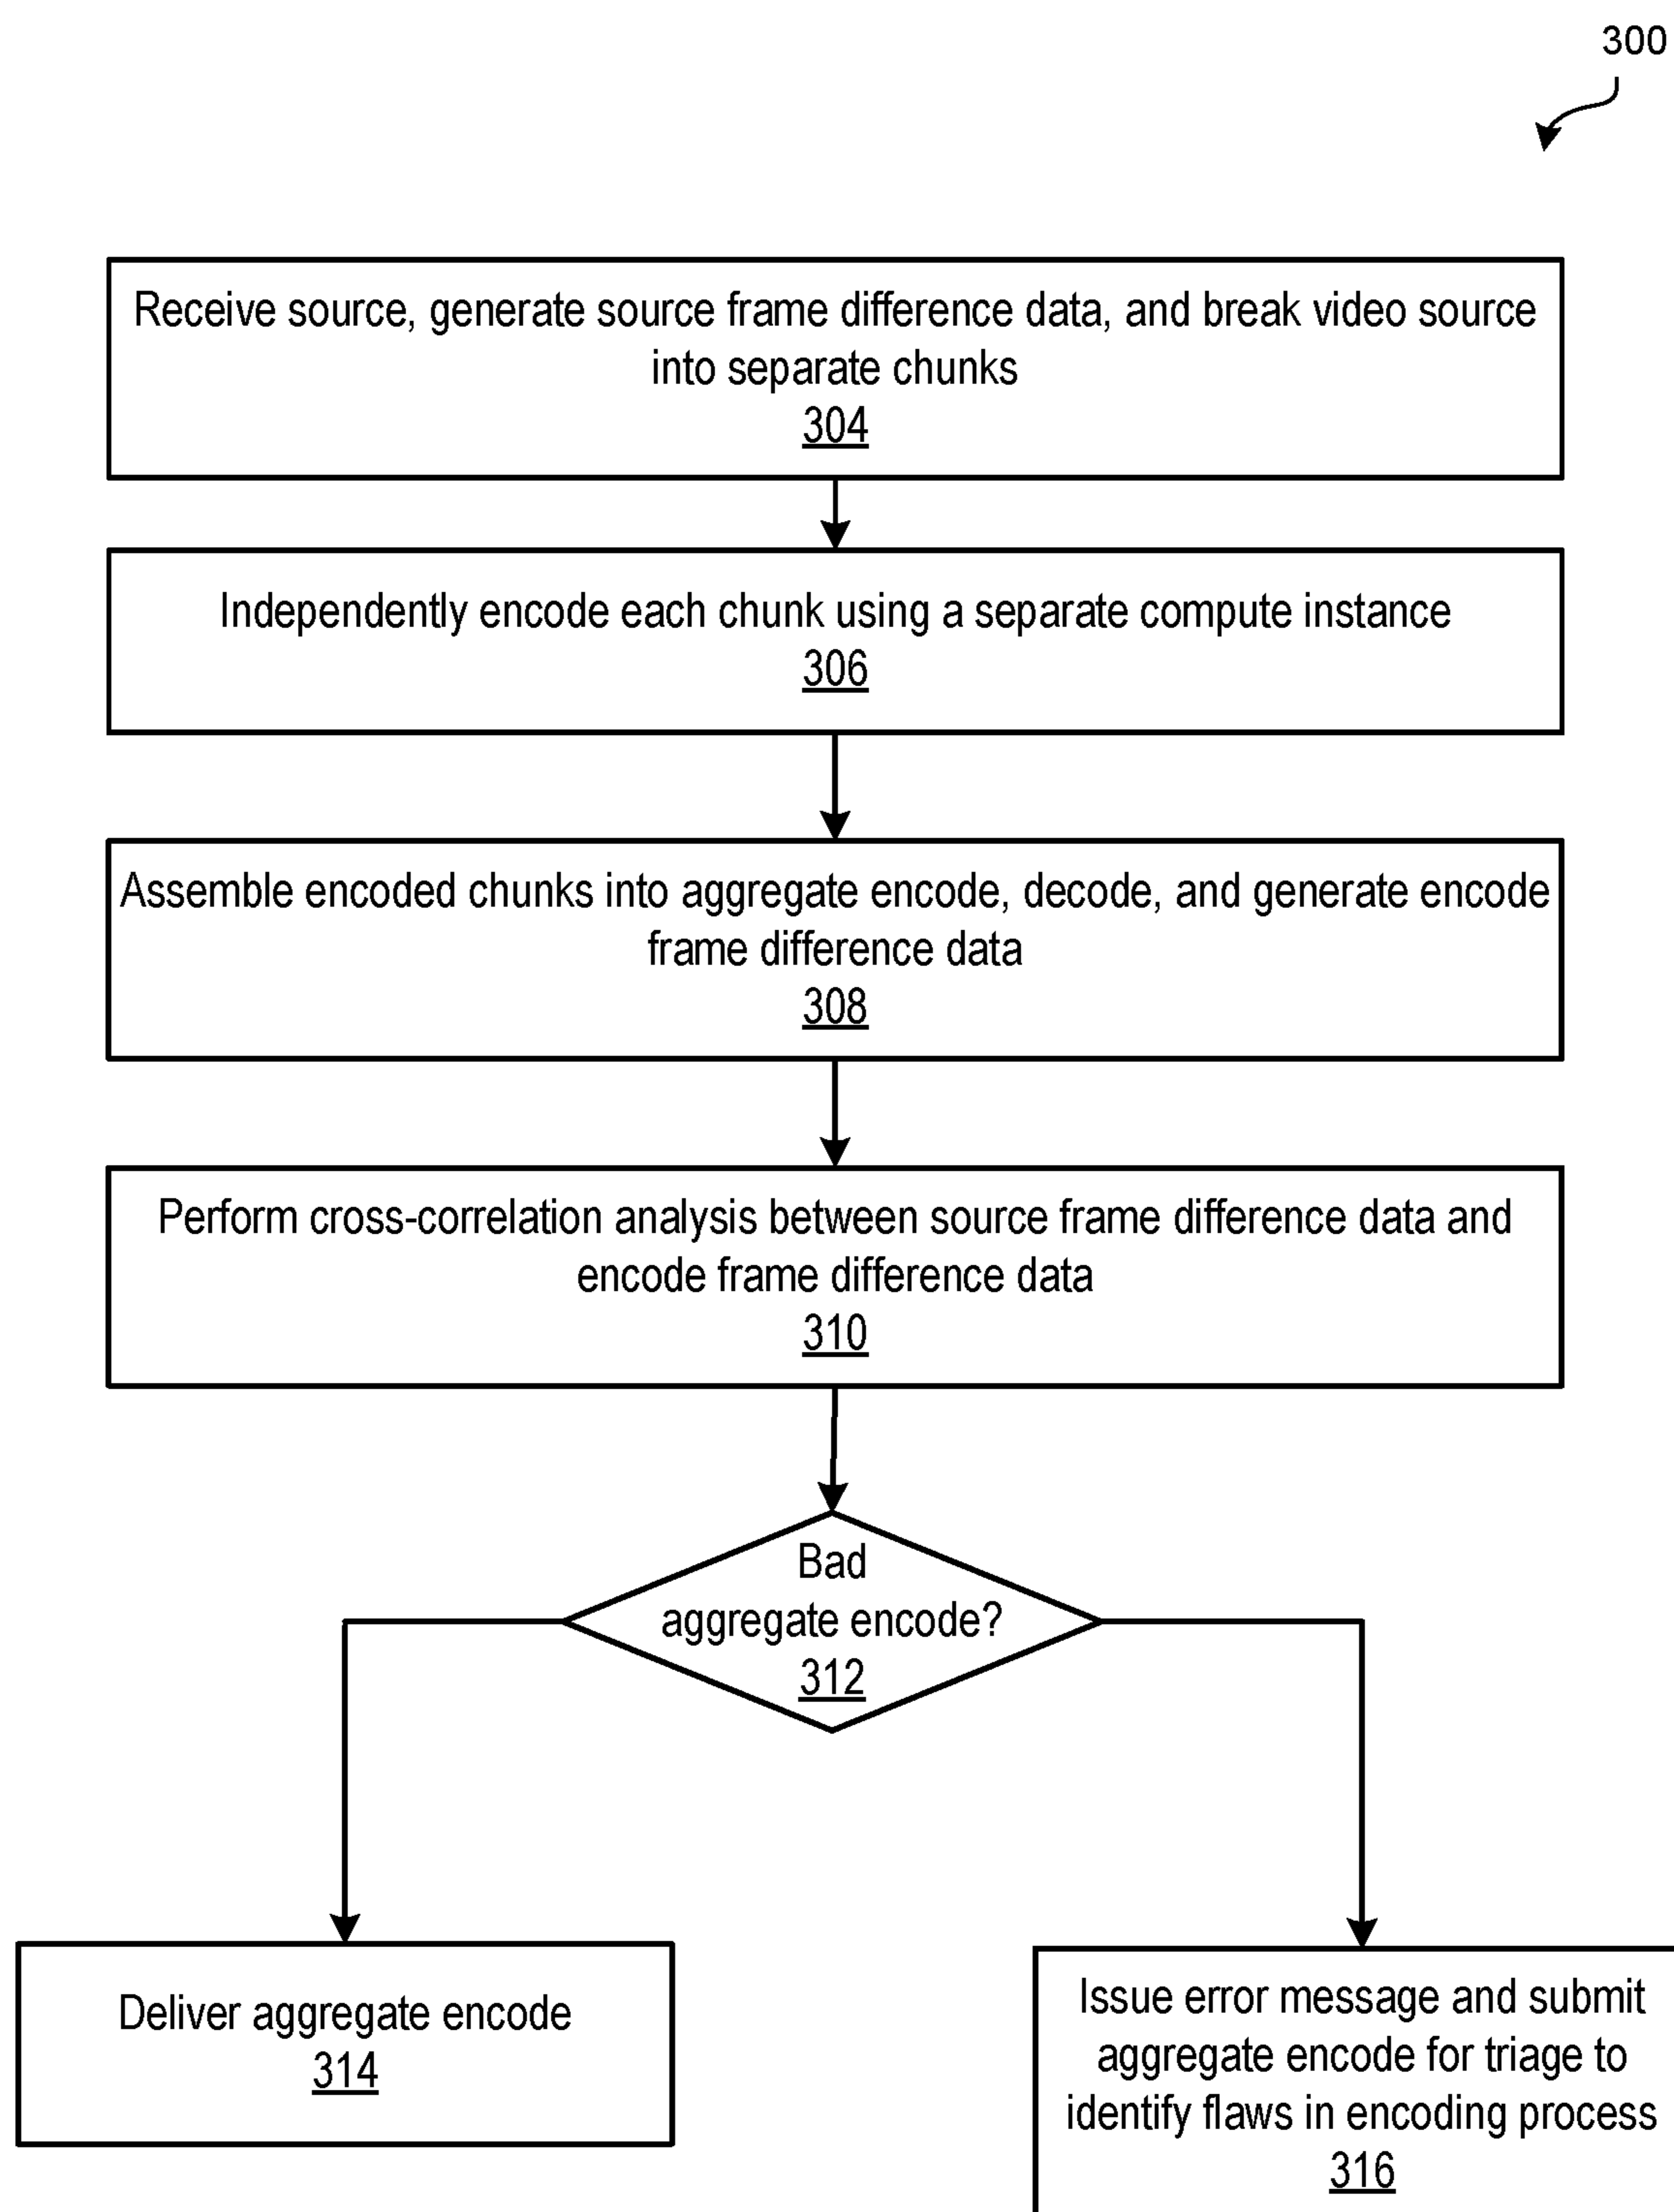 300
Receive source, generate source frame difference data, and break video source
into separate chunks
304
Independently encode each chunk using a separate compute instance
306
Assemble encoded chunks into aggregate encode, decode, and generate encode
frame difference data
308
Perform cross-correlation analysis between source frame difference data and
encode frame difference data
310
Bad
aggregate encode?
312
Deliver aggregate encode
314
Issue error message and submit
aggregate encode for triage to
identify flaws in encoding process
316